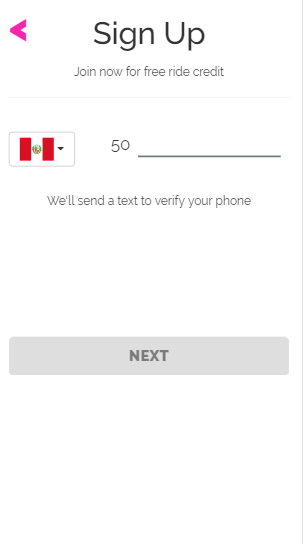 Sign Up
Join now for free ride credit
50
We'll send a text to verify your phone
NEXT